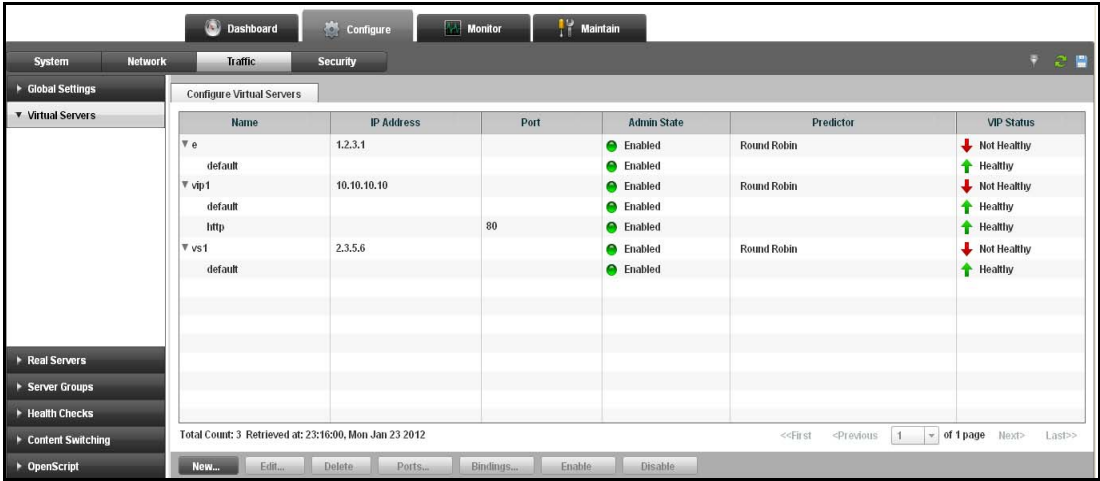 Dashboard Configure Monitor Maintain
System Network Traffic Security
Global Settings
Virtual Servers
Real Servers
Server Groups
Health Checks
Content Switching
OpenScript
Configure Virtual Servers
Name IP Address Port Admin State Predictor VIP Status
e 1.2.3.1 Enabled Round Robin Not Healthy
default Enabled Healthy
vip1 10.10.10.10 Enabled Round Robin Not Healthy
default Enabled Healthy
http 80 Enabled Healthy
vs1 2.3.5.6 Enabled Round Robin Not Healthy
default Enabled Healthy
Total Count: 3 Retrieved at: 23:16:00, Mon Jan 23 2012 <<First <Previous 1 of 1 page Next> Last>>
New... Edit... Delete Ports... Bindings... Enable Disable